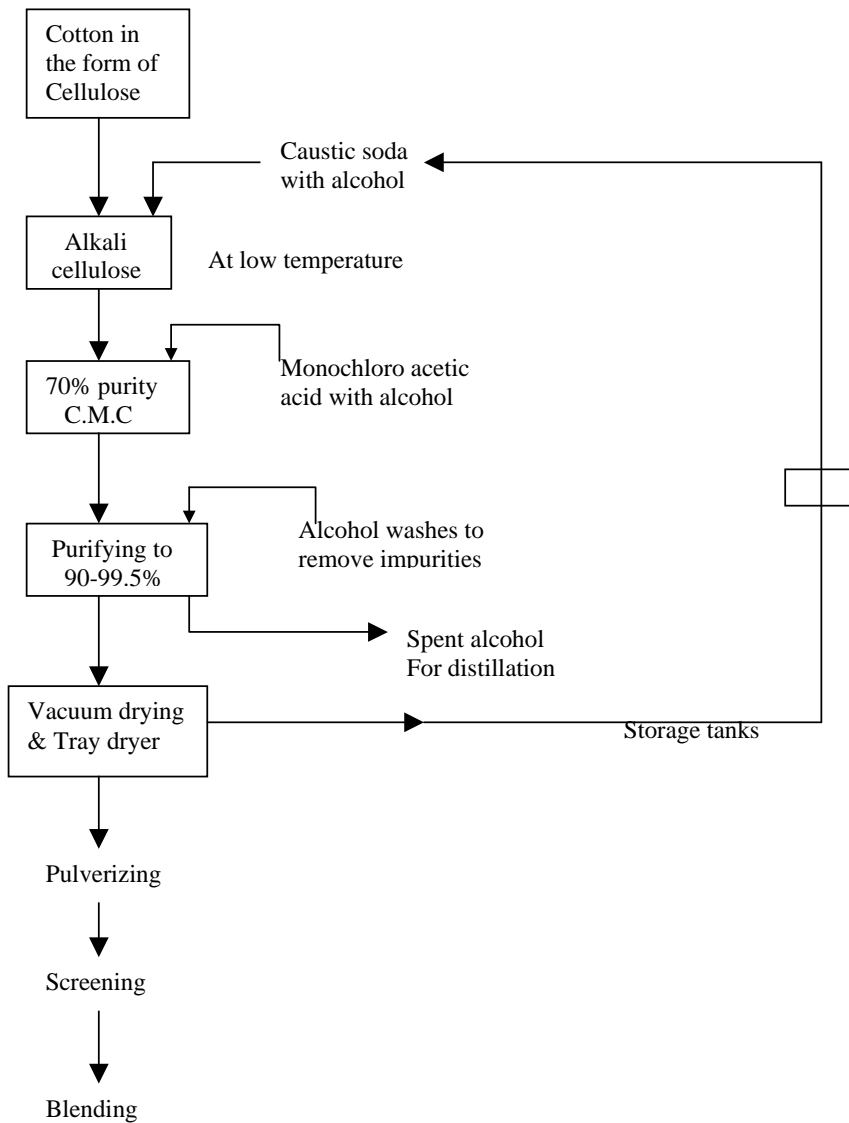 Cotton in
the form of
Cellulose
Caustic soda
with alcohol
Alkali
cellulose
At low temperature
Monochloro acetic
acid with alcohol
70% purity
C.M.C
Alcohol washes to
remove impurities
Purifying to
90-99.5%
Spent alcohol
For distillation
Vacuum drying
& Tray dryer
Storage tanks
Pulverizing
Screening
Blending